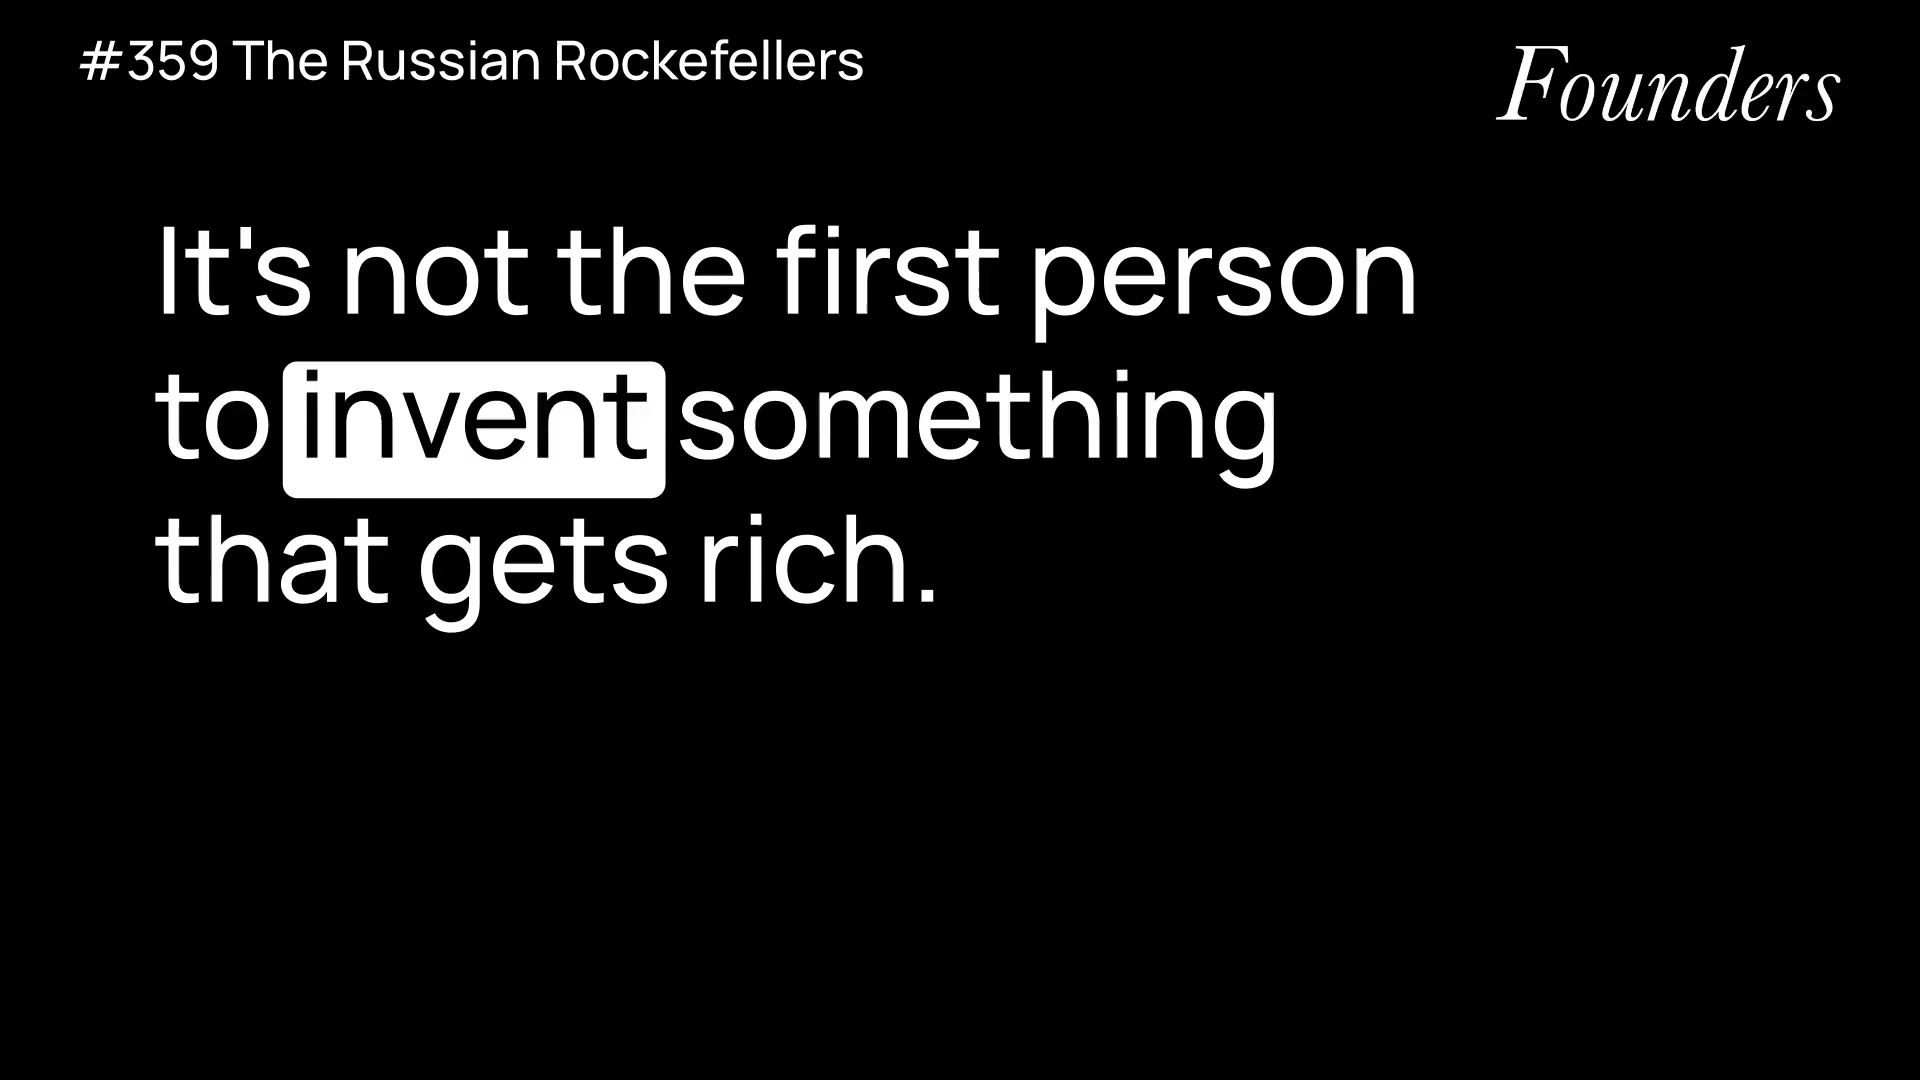 #359 The Russian Rockefellers
Founders
It's not the first person
to invent something
that gets rich.